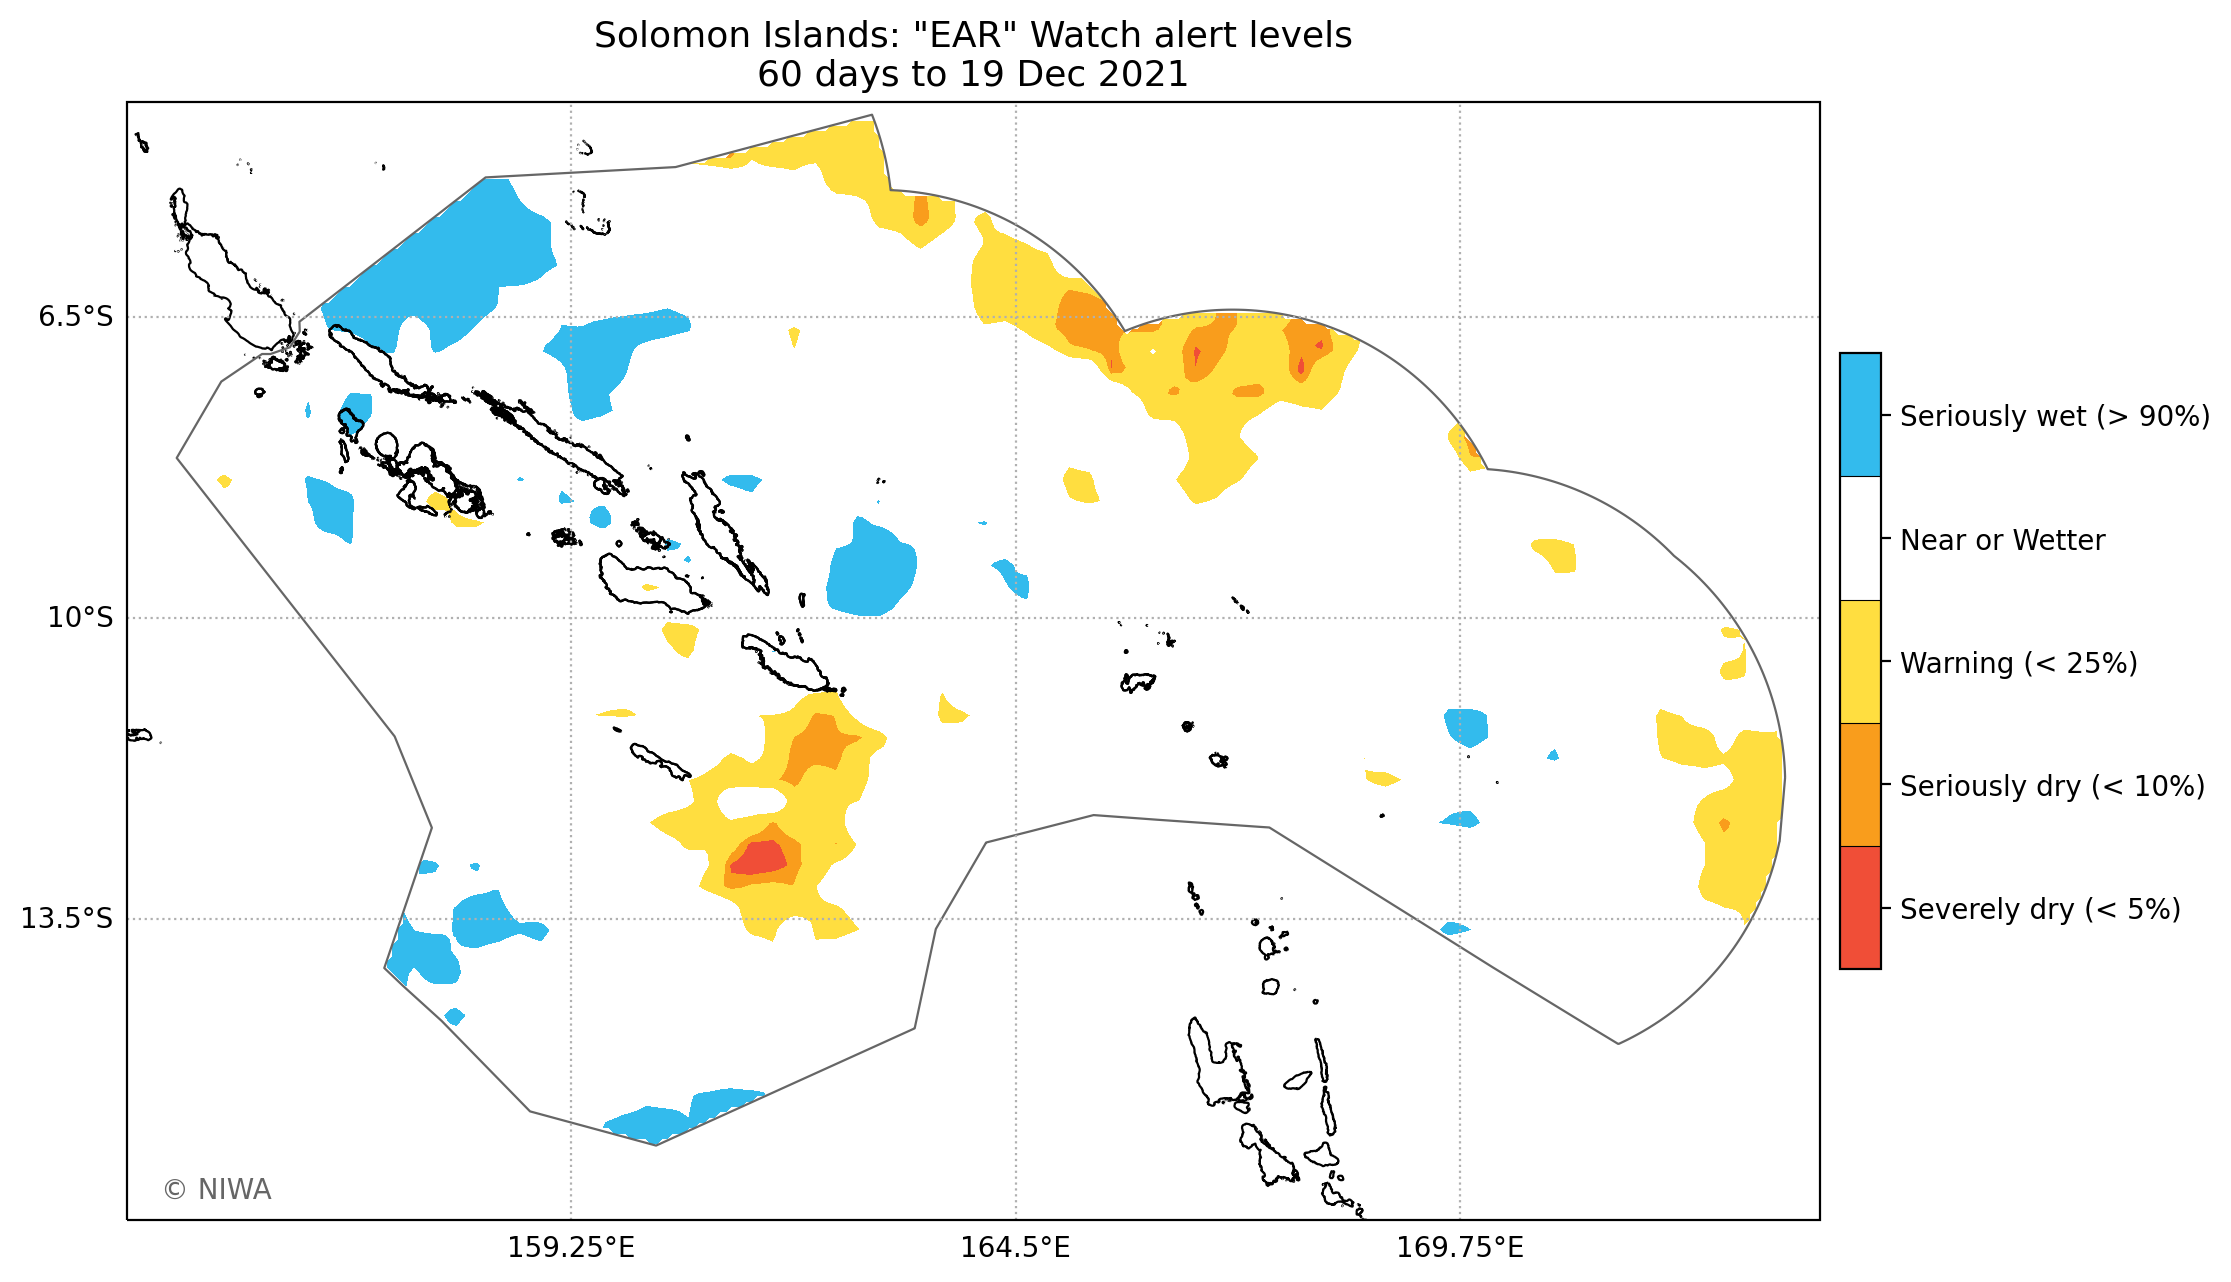 Solomon Islands: "EAR" Watch alert levels
60 days to 19 Dec 2021
6.5°S
10°S
13.5°S
159.25°E
164.5°E
169.75°E
Seriously wet (> 90%)
Near or Wetter
Warning (< 25%)
Seriously dry (< 10%)
Severely dry (< 5%)
© NIWA